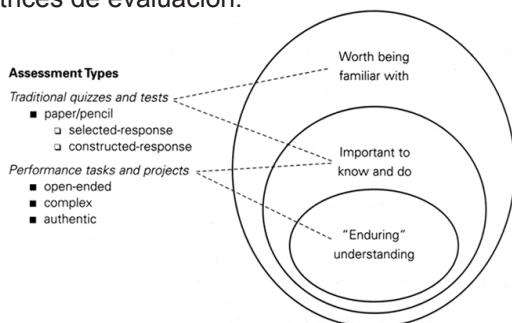 trices de evaluación.
Assessment Types
Traditional quizzes and tests
■ paper/pencil
❏ selected-response
❏ constructed-response
Performance tasks and projects
■ open-ended
■ complex
■ authentic
Worth being
familiar with
Important to
know and do
"Enduring"
understanding